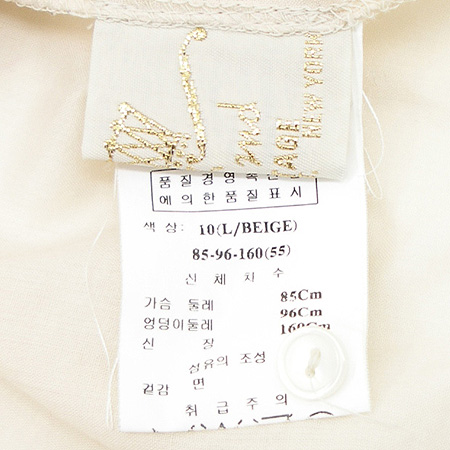 NEW YORK
품질경영촉진법
에의한품질표시
색 상: 10(L/BEIGE)
85-96-160(55)
신 체 치 수
가슴 둘레 85Cm
엉덩이둘레 96Cm
신 장 160Cm
섬유의 조성
겉감 면
취 급 주 의